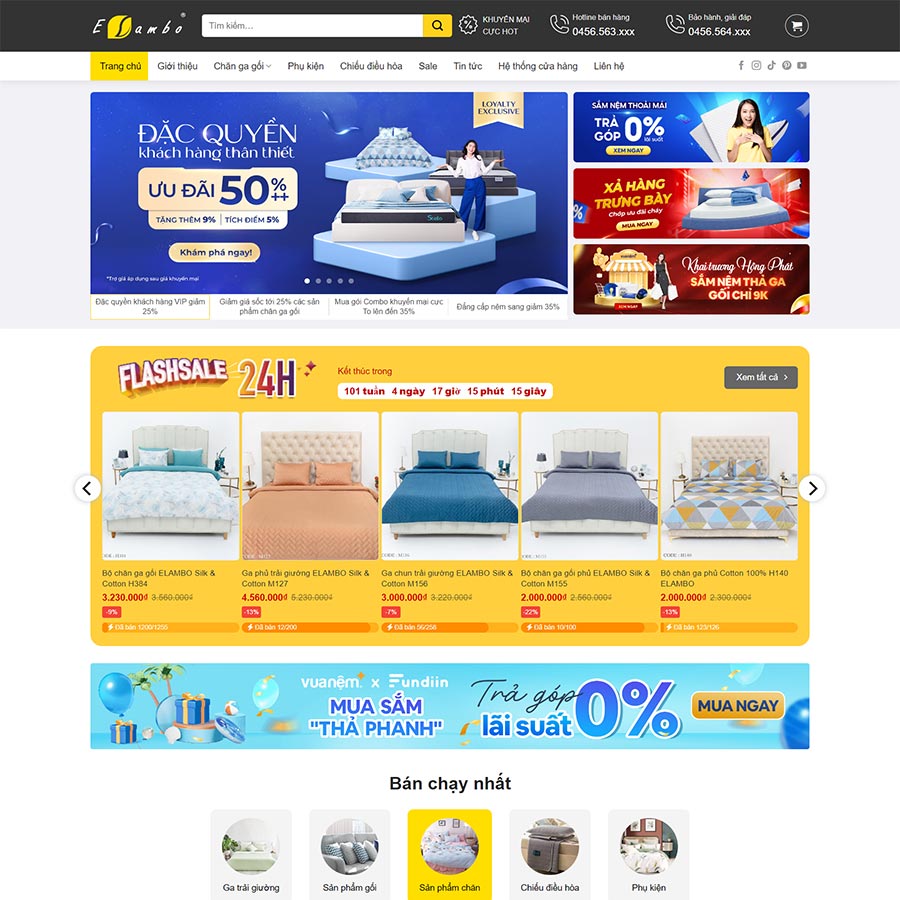 ELambo®
Tìm kiếm...
KHUYẾN MẠI
CỰC HOT
Hotline bán hàng
0456.563.xxx
Bảo hành, giải đáp
0456.564.xxx
Trang chủ
Giới thiệu
Chăn ga gối
Phụ kiện
Chiếu điều hòa
Sale
Tin tức
Hệ thống cửa hàng
Liên hệ
LOYALTY
EXCLUSIVE
ĐẶC QUYỀN
khách hàng thân thiết
ƯU ĐÃI 50%++
TĂNG THÊM 9% | TÍCH ĐIỂM 5%
Khám phá ngay!
*Trị giá áp dụng sau giá khuyến mại
Đặc quyền khách hàng VIP giảm
25%
Giảm giá sốc tới 25% các sản
phẩm chăn ga gối
Mua gói Combo khuyến mại cực
To lên đến 35%
Đẳng cấp nệm sang giảm 35%
SẮM NỆM THOẢI MÁI
TRẢ GÓP 0% lãi suất
XEM NGAY
XẢ HÀNG
TRƯNG BÀY
Chớp ưu đãi cháy
MUA NGAY
Khai trương Hồng Phát
SẮM NỆM THẢ GA
GỐI CHỈ 9K
FLASHSALE 24H
Kết thúc trong
101 tuần 4 ngày 17 giờ 15 phút 15 giây
Xem tất cả
Bộ chăn ga gối ELAMBO Silk &
Cotton H384
3.230.000₫ 3.560.000₫
-9%
Đã bán 1200/1255
CODE : M127
Ga phủ trải giường ELAMBO Silk &
Cotton M127
4.560.000₫ 5.230.000₫
-13%
Đã bán 12/200
CODE : M156
Ga chun trải giường ELAMBO Silk &
Cotton M156
3.000.000₫ 3.220.000₫
-7%
Đã bán 56/258
CODE : M155
Bộ chăn ga gối phủ ELAMBO Silk &
Cotton M155
2.000.000₫ 2.560.000₫
-22%
Đã bán 10/100
CODE : H140
Bộ chăn ga phủ Cotton 100% H140
ELAMBO
2.000.000₫ 2.300.000₫
-13%
Đã bán 123/126
vuanệm x Fundiin
MUA SẮM
"THẢ PHANH"
Trả góp
lãi suất 0%
MUA NGAY
Bán chạy nhất
Ga trải giường
Sản phẩm gối
Sản phẩm chăn
Chiếu điều hòa
Phụ kiện